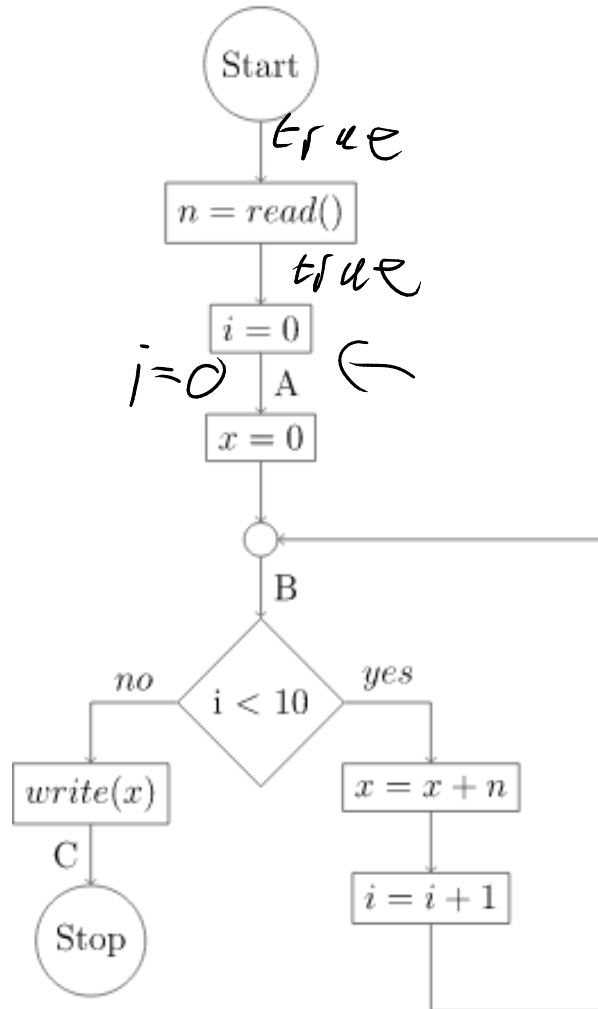 Start
true
n = read()
true
i = 0
i=0
A
x = 0
B
no
i < 10
yes
write(x)
x = x + n
C
i = i + 1
Stop